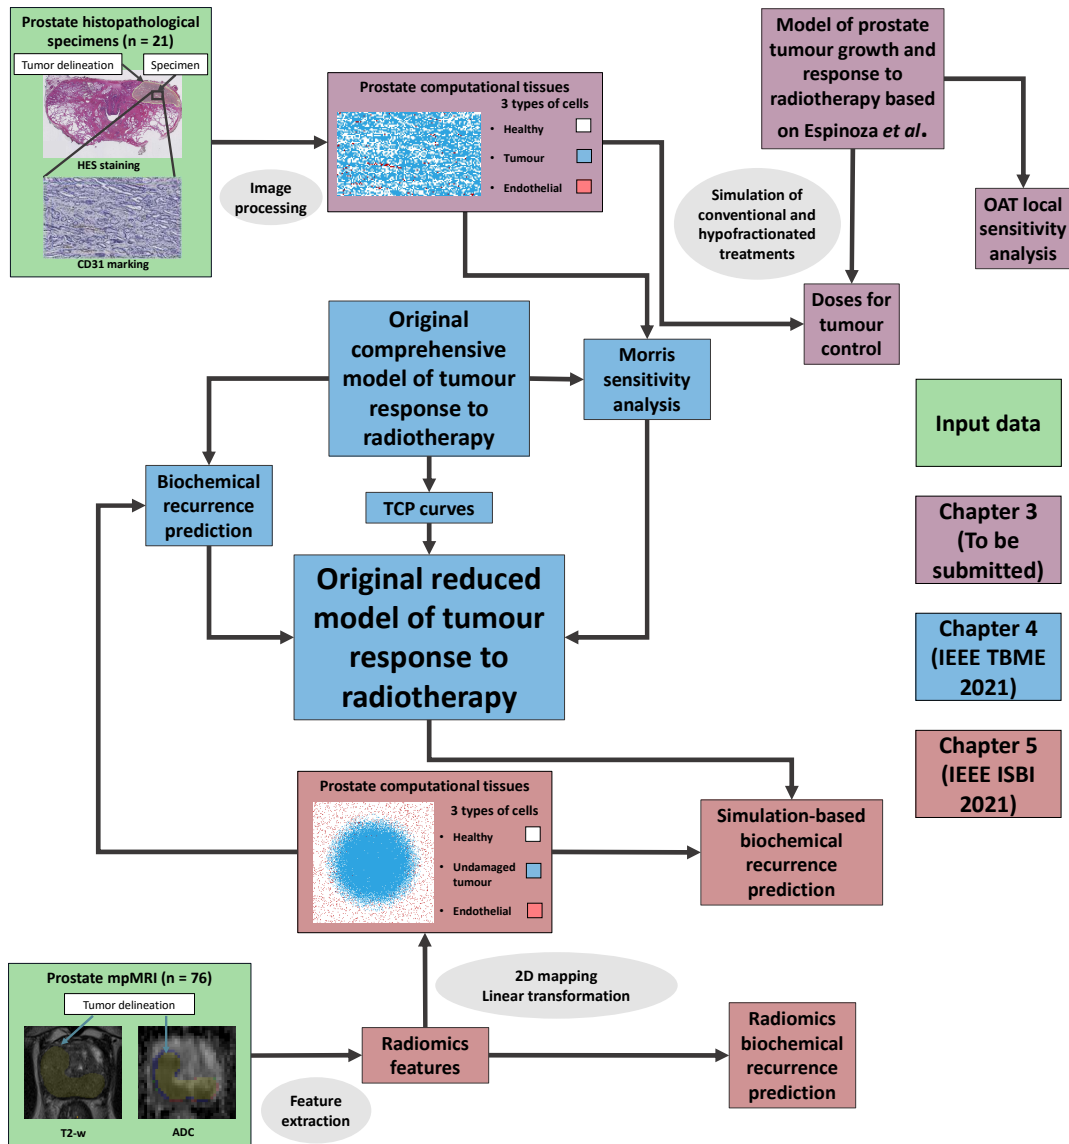 Prostate histopathological
specimens (n = 21)
Tumor delineation
Specimen
HES staining
CD31 marking
Image
processing
Prostate computational tissues
3 types of cells
• Healthy
• Tumour
• Endothelial
Model of prostate
tumour growth and
response to
radiotherapy based
on Espinoza et al.
Simulation of
conventional and
hypofractionated
treatments
OAT local
sensitivity
analysis
Doses for
tumour
control
Original
comprehensive
model of tumour
response to
radiotherapy
Morris
sensitivity
analysis
Biochemical
recurrence
prediction
TCP curves
Original reduced
model of tumour
response to
radiotherapy
Input data
Chapter 3
(To be
submitted)
Chapter 4
(IEEE TBME
2021)
Chapter 5
(IEEE ISBI
2021)
Prostate computational tissues
3 types of cells
• Healthy
• Undamaged
tumour
• Endothelial
Simulation-based
biochemical
recurrence
prediction
2D mapping
Linear transformation
Prostate mpMRI (n = 76)
Tumor delineation
T2-w
ADC
Feature
extraction
Radiomics
features
Radiomics
biochemical
recurrence
prediction